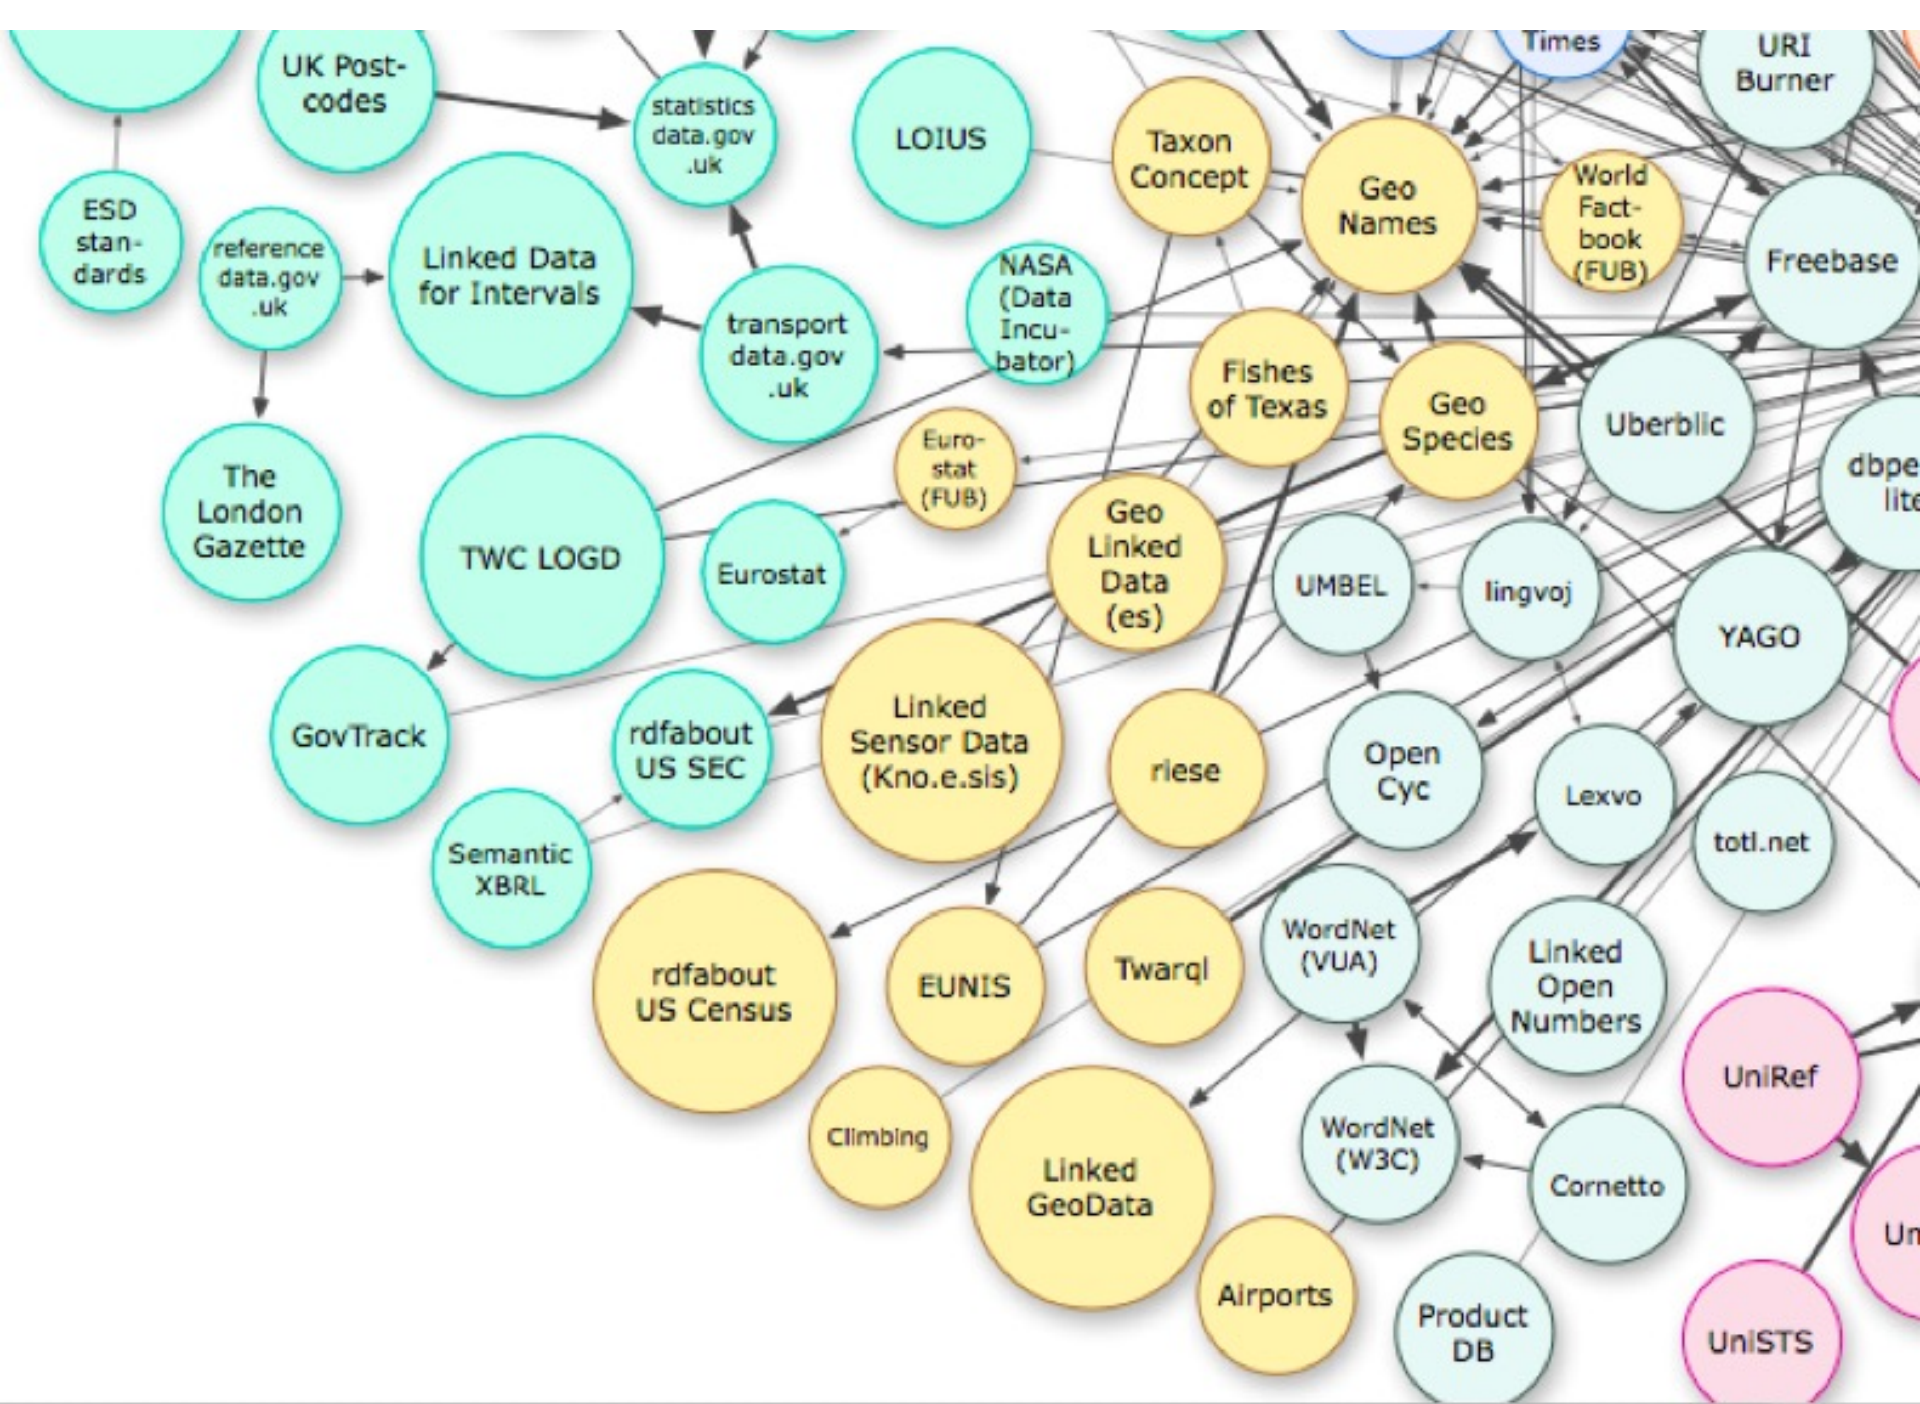 UK Post-
codes
statistics
data.gov
.uk
LOIUS
Taxon
Concept
Geo
Names
Times
URI
Burner
World
Fact-
book
(FUB)
Freebase
ESD
stan-
dards
reference
data.gov
.uk
Linked Data
for Intervals
transport
data.gov
.uk
NASA
(Data
Incu-
bator)
Fishes
of Texas
Geo
Species
Uberblic
dbpe
lite
The
London
Gazette
TWC LOGD
Eurostat
Euro-
stat
(FUB)
Geo
Linked
Data
(es)
UMBEL
lingvoj
YAGO
GovTrack
rdfabout
US SEC
Linked
Sensor Data
(Kno.e.sis)
riese
Open
Cyc
Lexvo
totl.net
Semantic
XBRL
rdfabout
US Census
EUNIS
Twarql
WordNet
(VUA)
Linked
Open
Numbers
UniRef
Climbing
Linked
GeoData
WordNet
(W3C)
Cornetto
Un
Airports
Product
DB
UniSTS